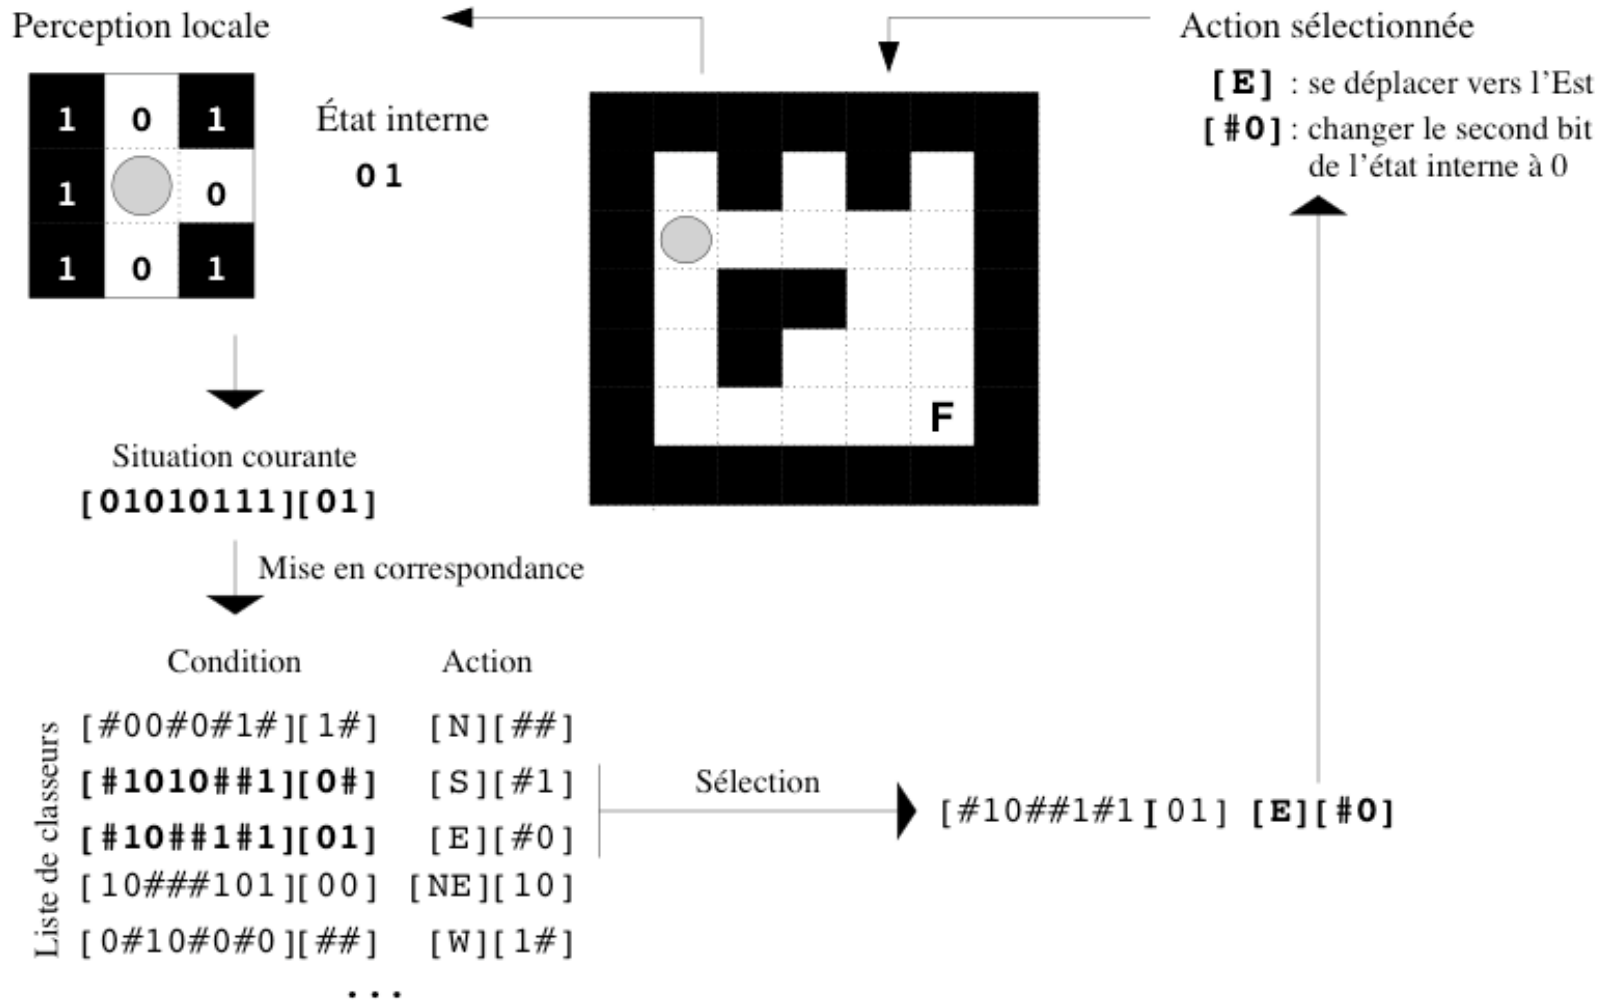 Perception locale
1 0 1
1 0
1 0 1
État interne
01
Action sélectionnée
[E] : se déplacer vers l'Est
[#0] : changer le second bit
de l'état interne à 0
F
Situation courante
[01010111][01]
Mise en correspondance
Condition Action
Liste de classeurs
[#00#0#1#][1#] [N][##]
[#1010##1][0#] [S][#1]
[#10##1#1][01] [E][#0]
[10###101][00] [NE][10]
[0#10#0#0][##] [W][1#]
...
Sélection
[#10##1#1][01] [E][#0]